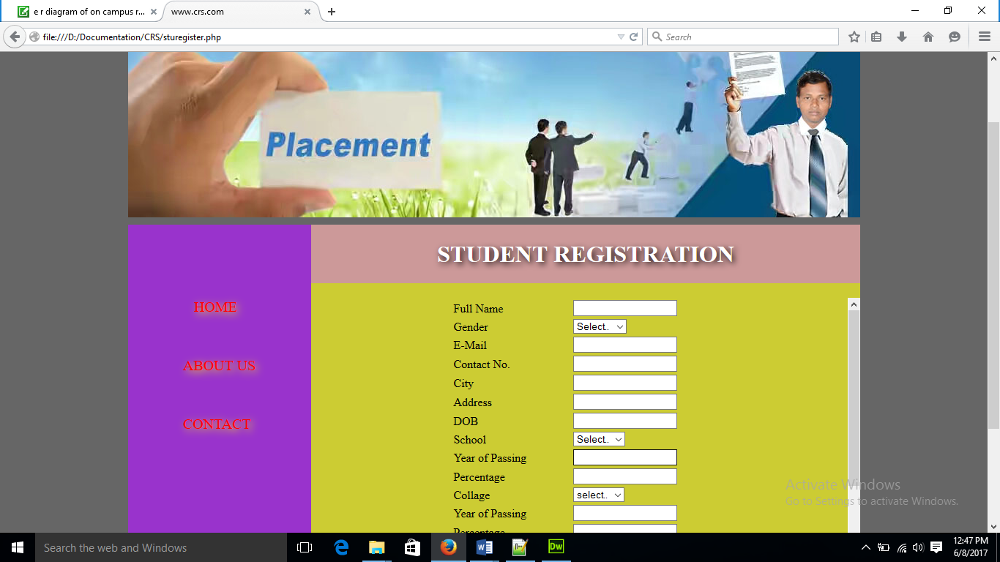 e r diagram of on campus r...
www.crs.com
file:///D:/Documentation/CRS/sturegister.php
Search
Placement
STUDENT REGISTRATION
HOME
ABOUT US
CONTACT
Full Name
Gender Select..
E-Mail
Contact No.
City
Address
DOB
School Select..
Year of Passing
Percentage
Collage select..
Year of Passing
Percentage
Activate Windows
Go to Settings to activate Windows.
Search the web and Windows
Dw
12:47 PM
6/8/2017